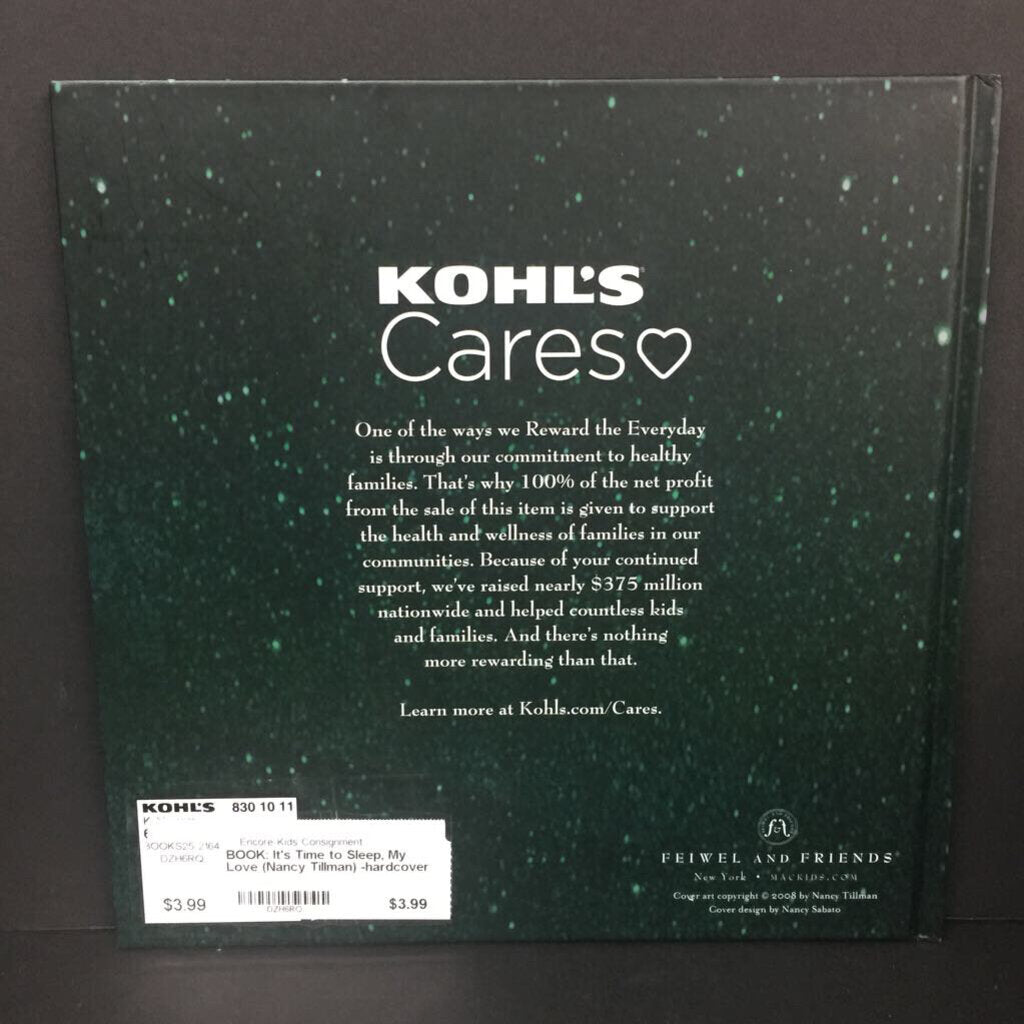 KOHL'S
Cares
One of the ways we Reward the Everyday
is through our commitment to healthy
families. That's why 100% of the net profit
from the sale of this item is given to support
the health and wellness of families in our
communities. Because of your continued
support, we've raised nearly $375 million
nationwide and helped countless kids
and families. And there's nothing
more rewarding than that.
Learn more at Kohls.com/Cares.
KOHL'S 830 10 11
Encore Kids Consignment
BOOKS25 2164
DZH6RQ
BOOK: It's Time to Sleep, My
Love (Nancy Tillman) -hardcover
$3.99
DZH6RQ
$3.99
FEIWEL AND FRIENDS
New York • MACKIDS.COM
Cover art copyright © 2008 by Nancy Tillman
Cover design by Nancy Sabato